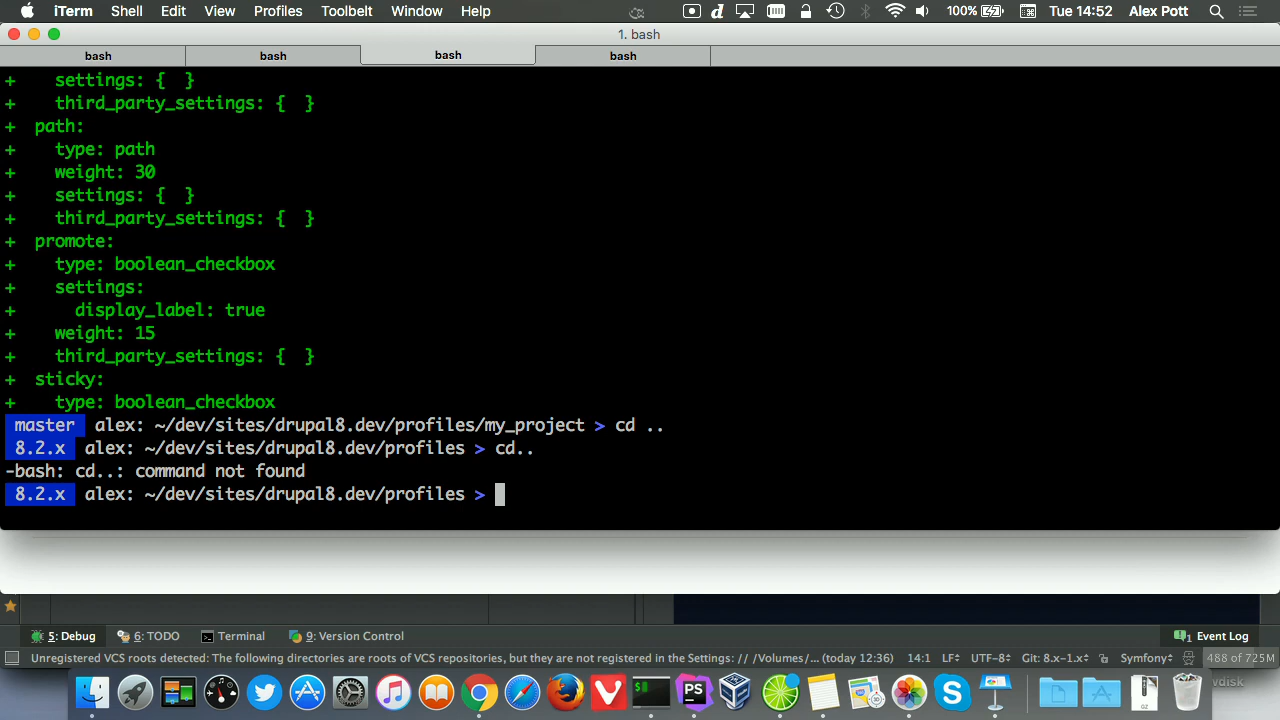 iTerm Shell Edit View Profiles Toolbelt Window Help 100% Tue 14:52 Alex Pott
1. bash
bash bash bash bash
+ settings: { }
+ third_party_settings: { }
+ path:
+ type: path
+ weight: 30
+ settings: { }
+ third_party_settings: { }
+ promote:
+ type: boolean_checkbox
+ settings:
+ display_label: true
+ weight: 15
+ third_party_settings: { }
+ sticky:
+ type: boolean_checkbox
master alex: ~/dev/sites/drupal8.dev/profiles/my_project > cd ..
8.2.x alex: ~/dev/sites/drupal8.dev/profiles > cd..
-bash: cd..: command not found
8.2.x alex: ~/dev/sites/drupal8.dev/profiles >
5: Debug 6: TODO Terminal 9: Version Control 1 Event Log
Unregistered VCS roots detected: The following directories are roots of VCS repositories, but they are not registered in the Settings: // /Volumes/... (today 12:36) 14:1 LF÷ UTF-8÷ Git: 8.x-1.x÷ Symfony÷ 488 of 725M
PS